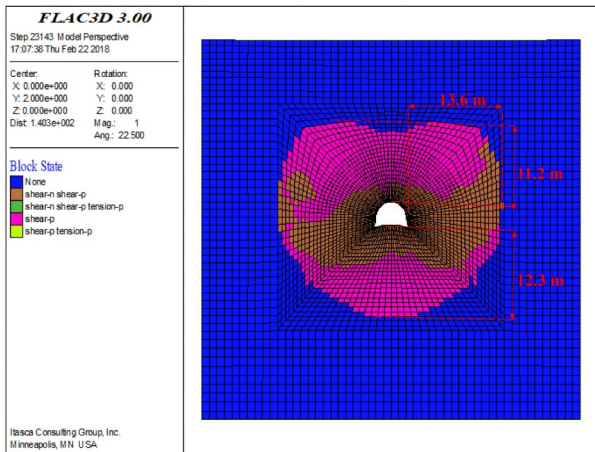 FLAC3D 3.00
Step 23143 Model Perspective
17:07:38 Thu Feb 22 2018
Center: Rotation:
X: 0.000e+000 X: 0.000
Y: 2.000e+000 Y: 0.000
Z: 0.000e+000 Z: 0.000
Dist: 1.403e+002 Mag.: 1
Ang.: 22.500
Block State
None
shear-n shear-p
shear-n shear-p tension-p
shear-p
shear-p tension-p
Itasca Consulting Group, Inc.
Minneapolis, MN USA
13.6 m
11.2 m
12.3 m